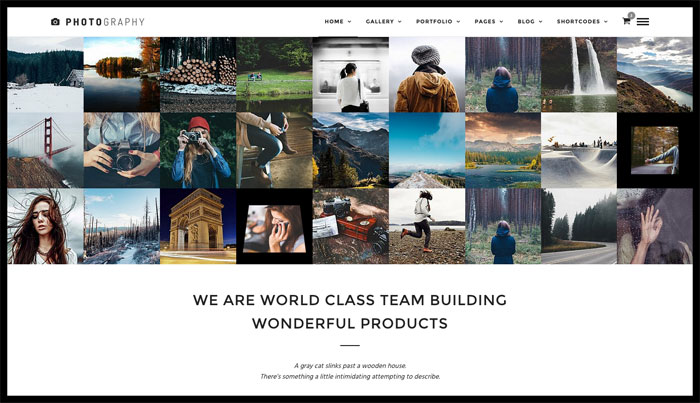 PHOTOGRAPHY
HOME GALLERY PORTFOLIO PAGES BLOG SHORTCODES
WE ARE WORLD CLASS TEAM BUILDING
WONDERFUL PRODUCTS
A gray cat slinks past a wooden house.
There's something a little intimidating attempting to describe.